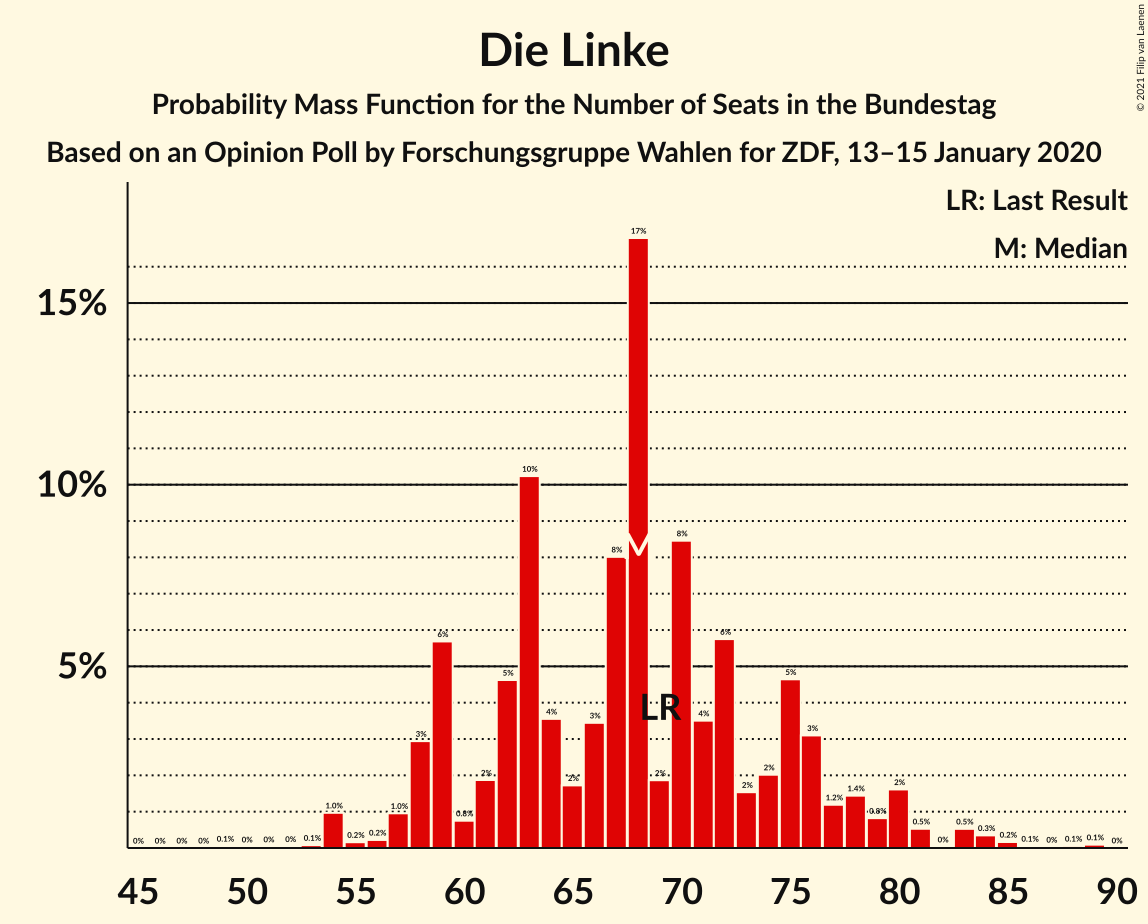 Die Linke
Probability Mass Function for the Number of Seats in the Bundestag
Based on an Opinion Poll by Forschungsgruppe Wahlen for ZDF, 13–15 January 2020
© 2021 Filip van Laenen
LR: Last Result
M: Median
15%
10%
5%
0% 0% 0% 0% 0.1% 0% 0% 0% 0.1% 1.0% 0.2% 0.2% 1.0% 3% 6% 0.8% 2% 5% 10% 4% 2% 3% 8% 17% 2% 8% 4% 6% 2% 2% 5% 3% 1.2% 1.4% 0.8% 2% 0.5% 0% 0.5% 0.3% 0.2% 0.1% 0% 0.1% 0.1% 0%
LR
45 50 55 60 65 70 75 80 85 90